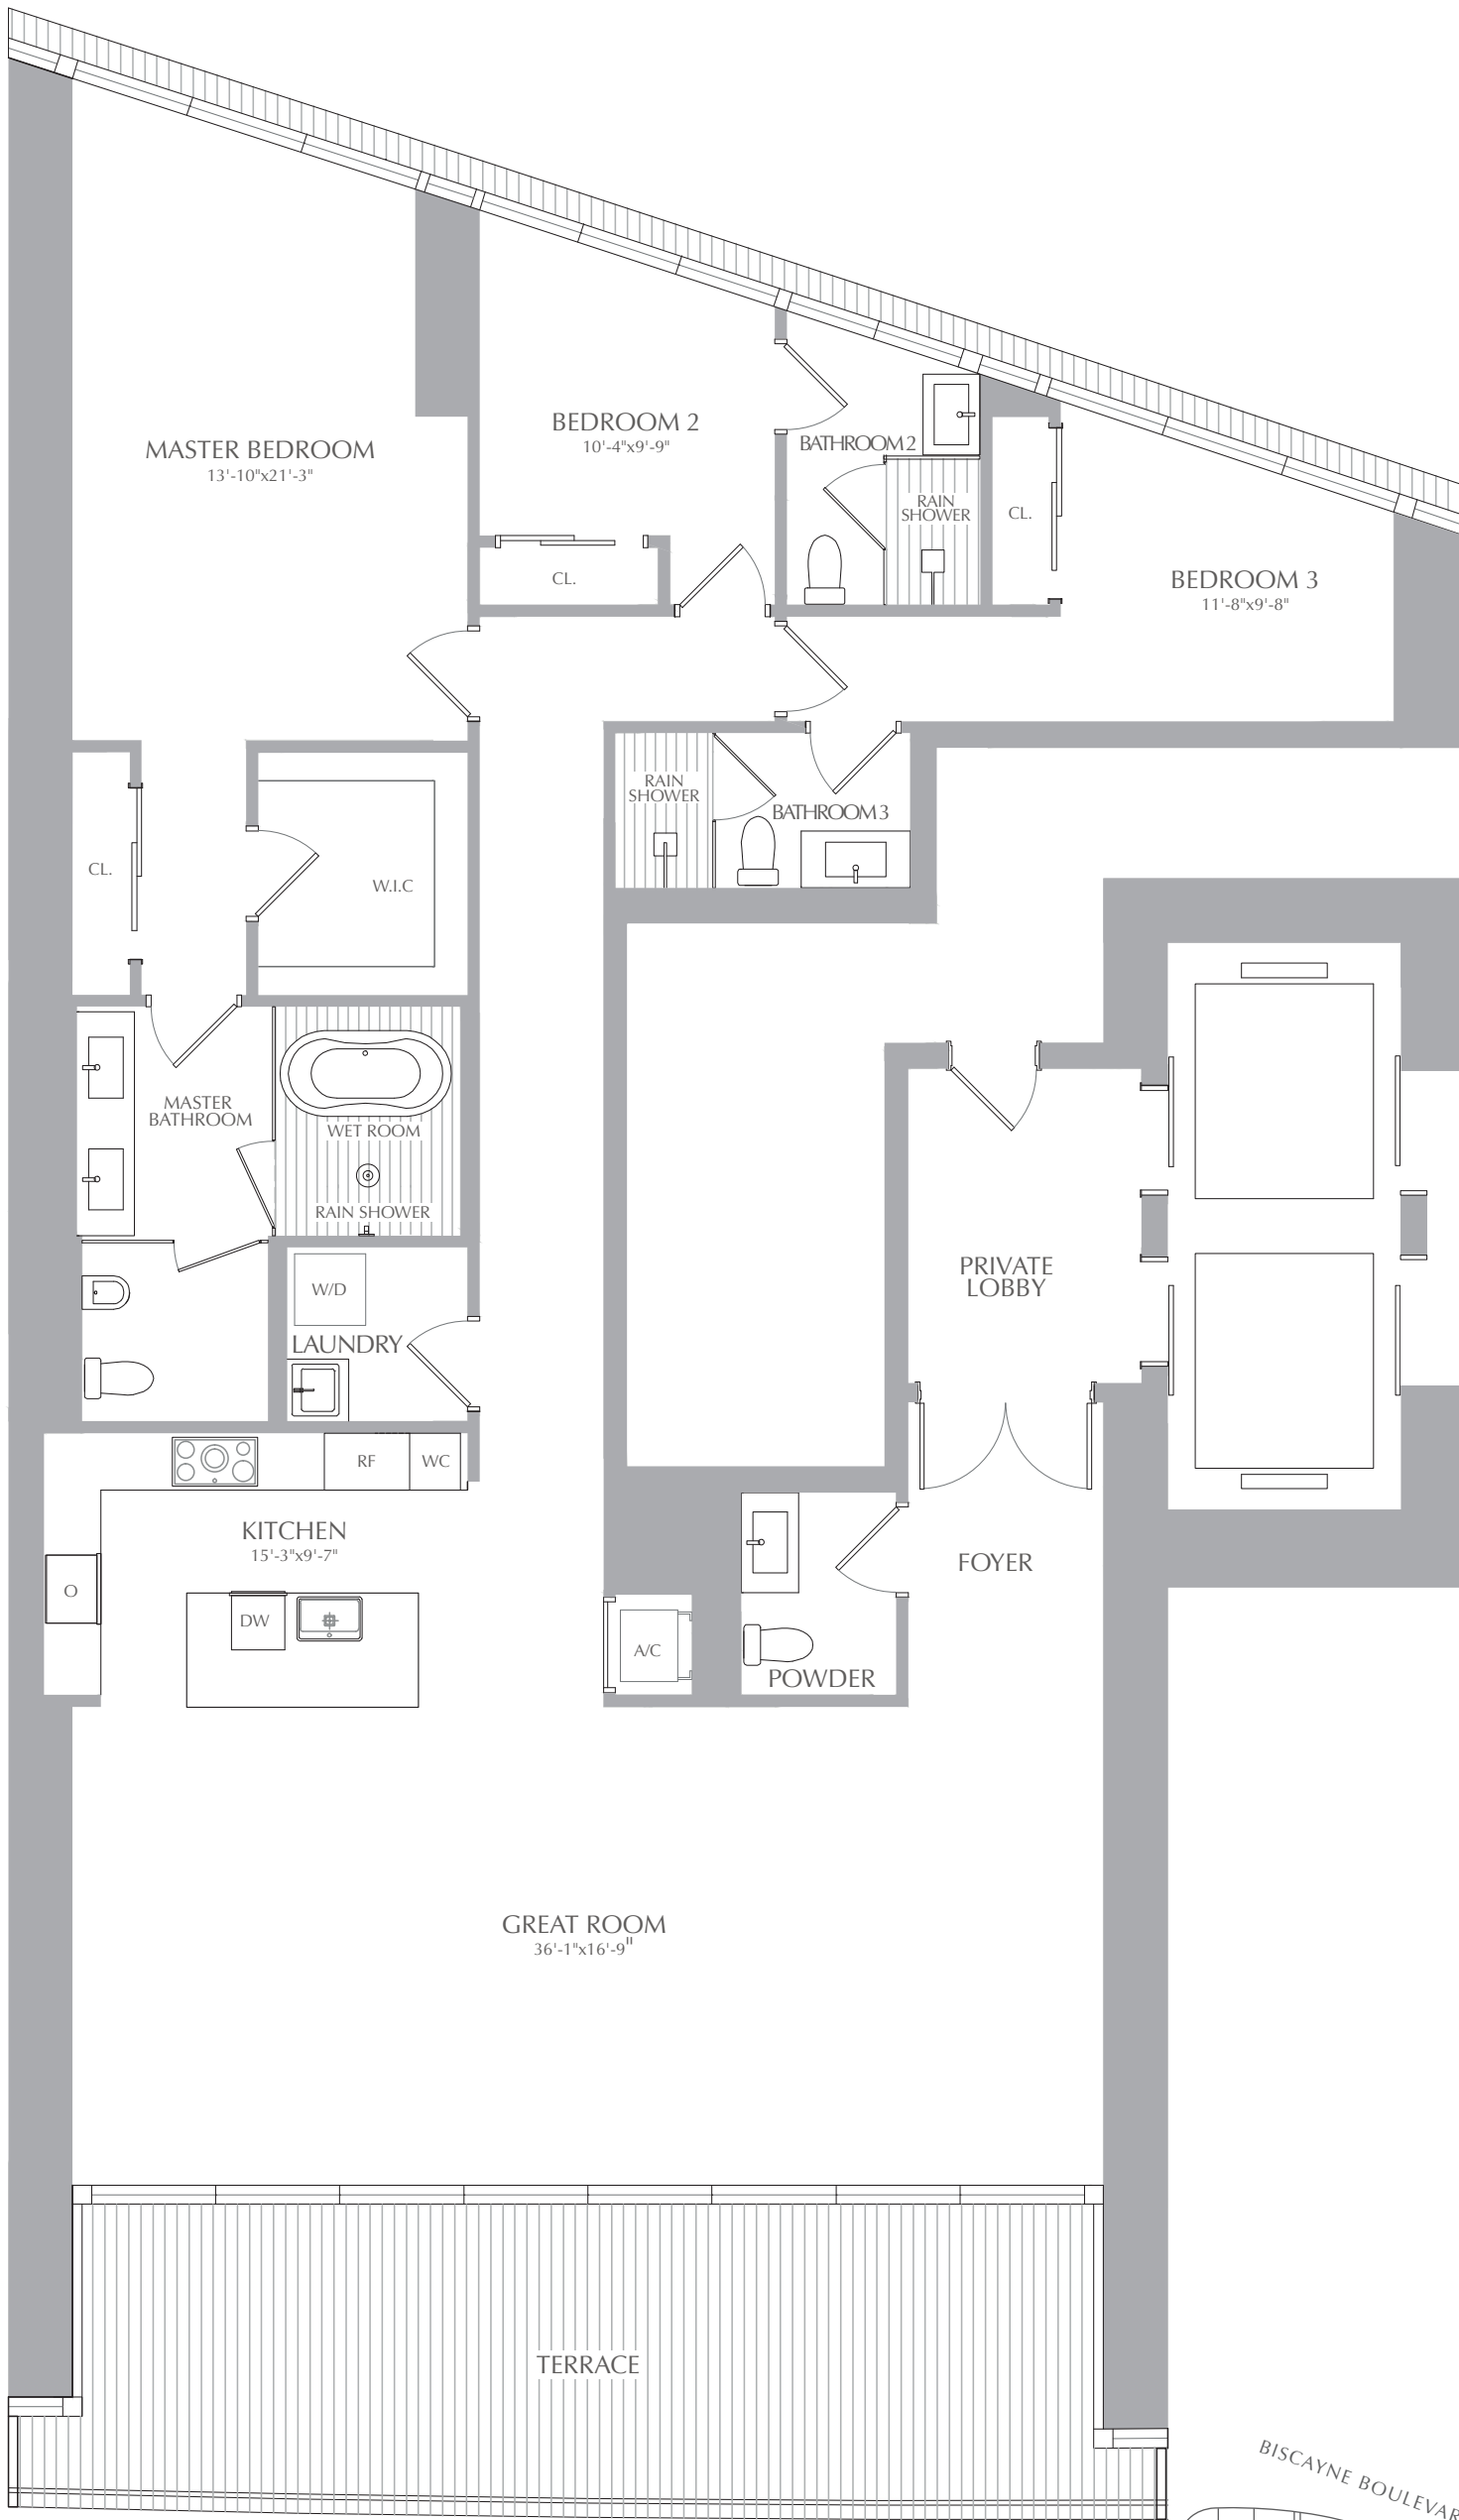 BEDROOM 2
10'-4"x9'-9"
MASTER BEDROOM
13'-10"x21'-3"
BATHROOM 2
RAIN
SHOWER
CL.
CL.
BEDROOM 3
11'-8"x9'-8"
RAIN
SHOWER
BATHROOM 3
CL.
W.I.C
MASTER
BATHROOM
WET ROOM
RAIN SHOWER
PRIVATE
LOBBY
W/D
LAUNDRY
RF
WC
KITCHEN
15'-3"x9'-7"
FOYER
O
DW
A/C
POWDER
GREAT ROOM
36'-1"x16'-9"
TERRACE
BISCAYNE BOULEVAR